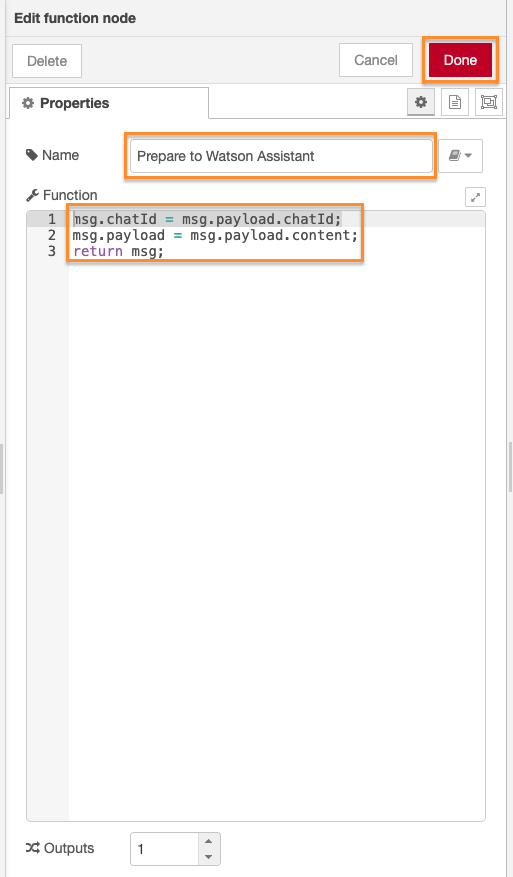 Edit function node
Delete
Cancel
Done
Properties
Name
Prepare to Watson Assistant
Function
1 msg.chatId = msg.payload.chatId;
2 msg.payload = msg.payload.content;
3 return msg;
Outputs
1